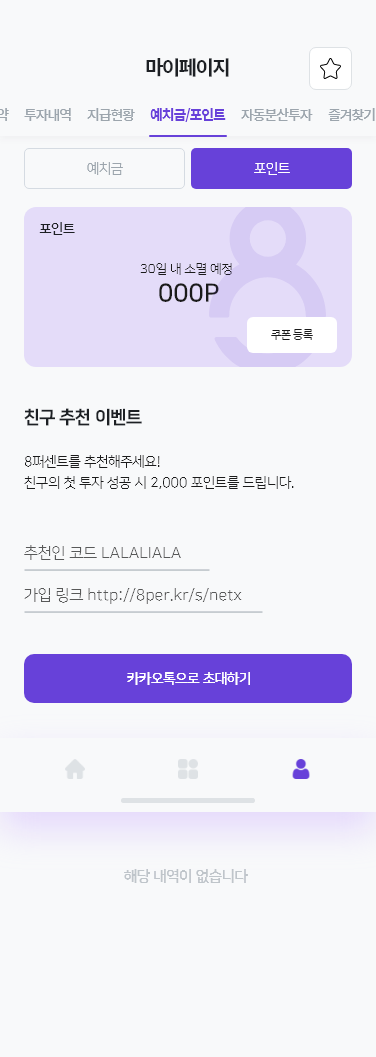 마이페이지
약 투자내역 지급현황 예치금/포인트 자동분산투자 즐겨찾기
예치금 포인트
포인트
30일 내 소멸 예정
000P
쿠폰 등록
친구 추천 이벤트
8퍼센트를 추천해주세요!
친구의 첫 투자 성공 시 2,000 포인트를 드립니다.
추천인 코드 LALALIALA
가입 링크 http://8per.kr/s/netx
카카오톡으로 초대하기
해당 내역이 없습니다